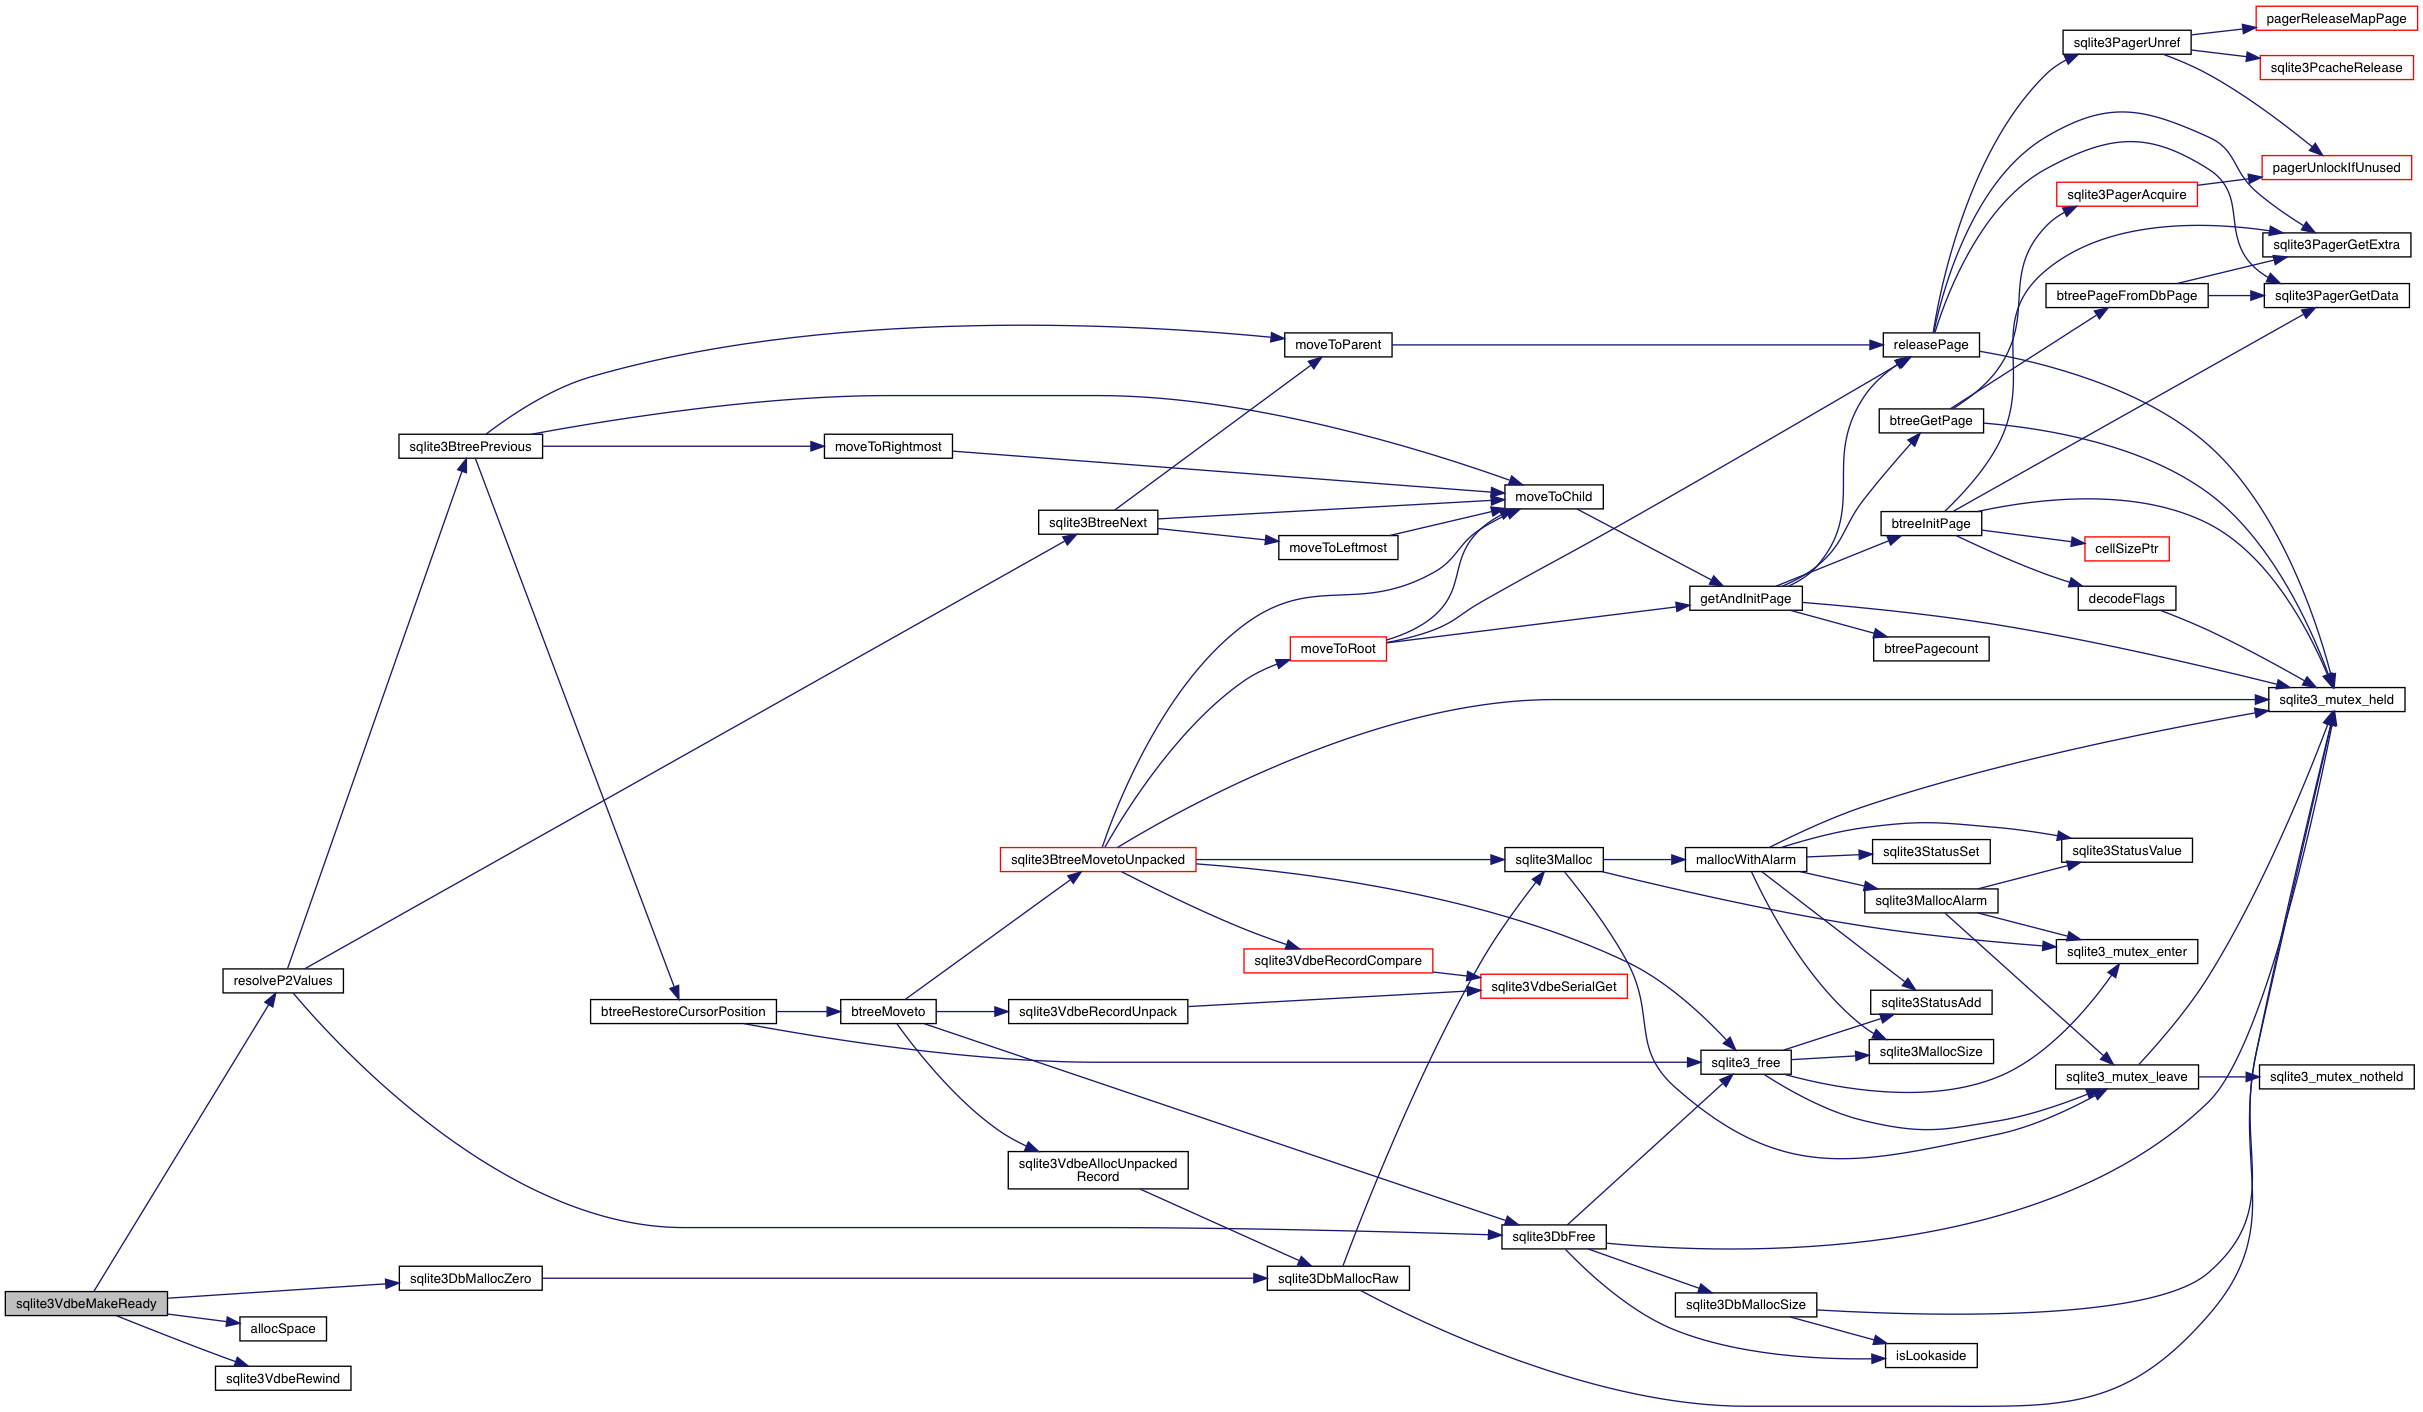 pagerReleaseMapPage
sqlite3PagerUnref
sqlite3PcacheRelease
pagerUnlockIfUnused
sqlite3PagerAcquire
sqlite3PagerGetExtra
btreePageFromDbPage
sqlite3PagerGetData
moveToParent
releasePage
btreeGetPage
sqlite3BtreePrevious
moveToRightmost
moveToChild
sqlite3BtreeNext
btreeInitPage
moveToLeftmost
cellSizePtr
getAndInitPage
decodeFlags
moveToRoot
btreePagecount
sqlite3_mutex_held
sqlite3BtreeMovetoUnpacked
sqlite3Malloc
mallocWithAlarm
sqlite3StatusSet
sqlite3StatusValue
sqlite3MallocAlarm
sqlite3_mutex_enter
sqlite3VdbeRecordCompare
resolveP2Values
sqlite3VdbeSerialGet
sqlite3StatusAdd
btreeRestoreCursorPosition
btreeMoveto
sqlite3VdbeRecordUnpack
sqlite3MallocSize
sqlite3_free
sqlite3_mutex_leave
sqlite3_mutex_notheld
sqlite3VdbeAllocUnpacked
Record
sqlite3DbFree
sqlite3DbMallocZero
sqlite3DbMallocRaw
sqlite3VdbeMakeReady
sqlite3DbMallocSize
allocSpace
isLookaside
sqlite3VdbeRewind